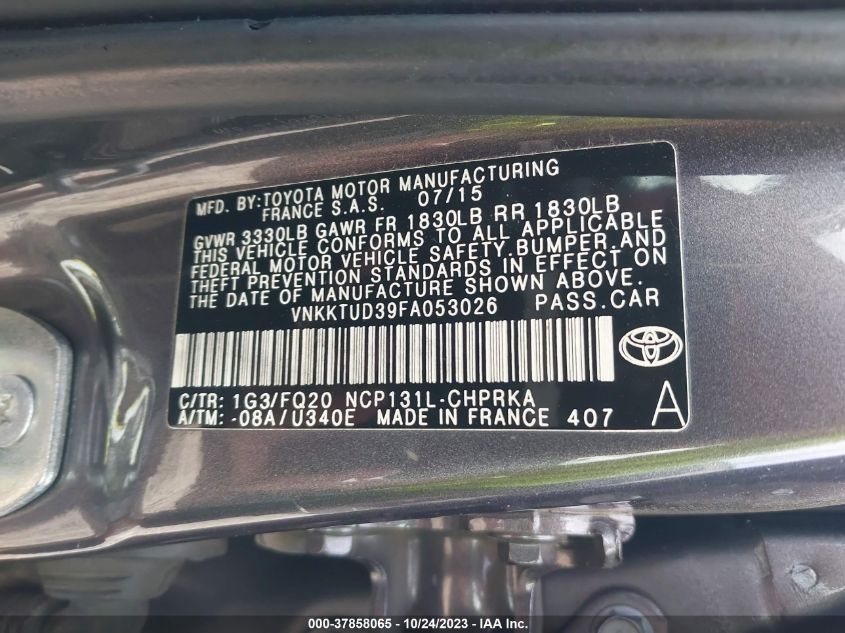 MFD. BY:TOYOTA MOTOR MANUFACTURING
FRANCE S.A.S. 07/15
GVWR 3330LB GAWR FR 1830LB RR 1830LB
THIS VEHICLE CONFORMS TO ALL APPLICABLE
FEDERAL MOTOR VEHICLE SAFETY, BUMPER, AND
THEFT PREVENTION STANDARDS IN EFFECT ON
THE DATE OF MANUFACTURE SHOWN ABOVE.
VNKKTUD39FA053026 PASS.CAR
C/TR: 1G3/FQ20 NCP131L-CHPRKA
A/TM: -08A/U340E MADE IN FRANCE 407 A
000-37858065 - 10/24/2023 - IAA Inc.